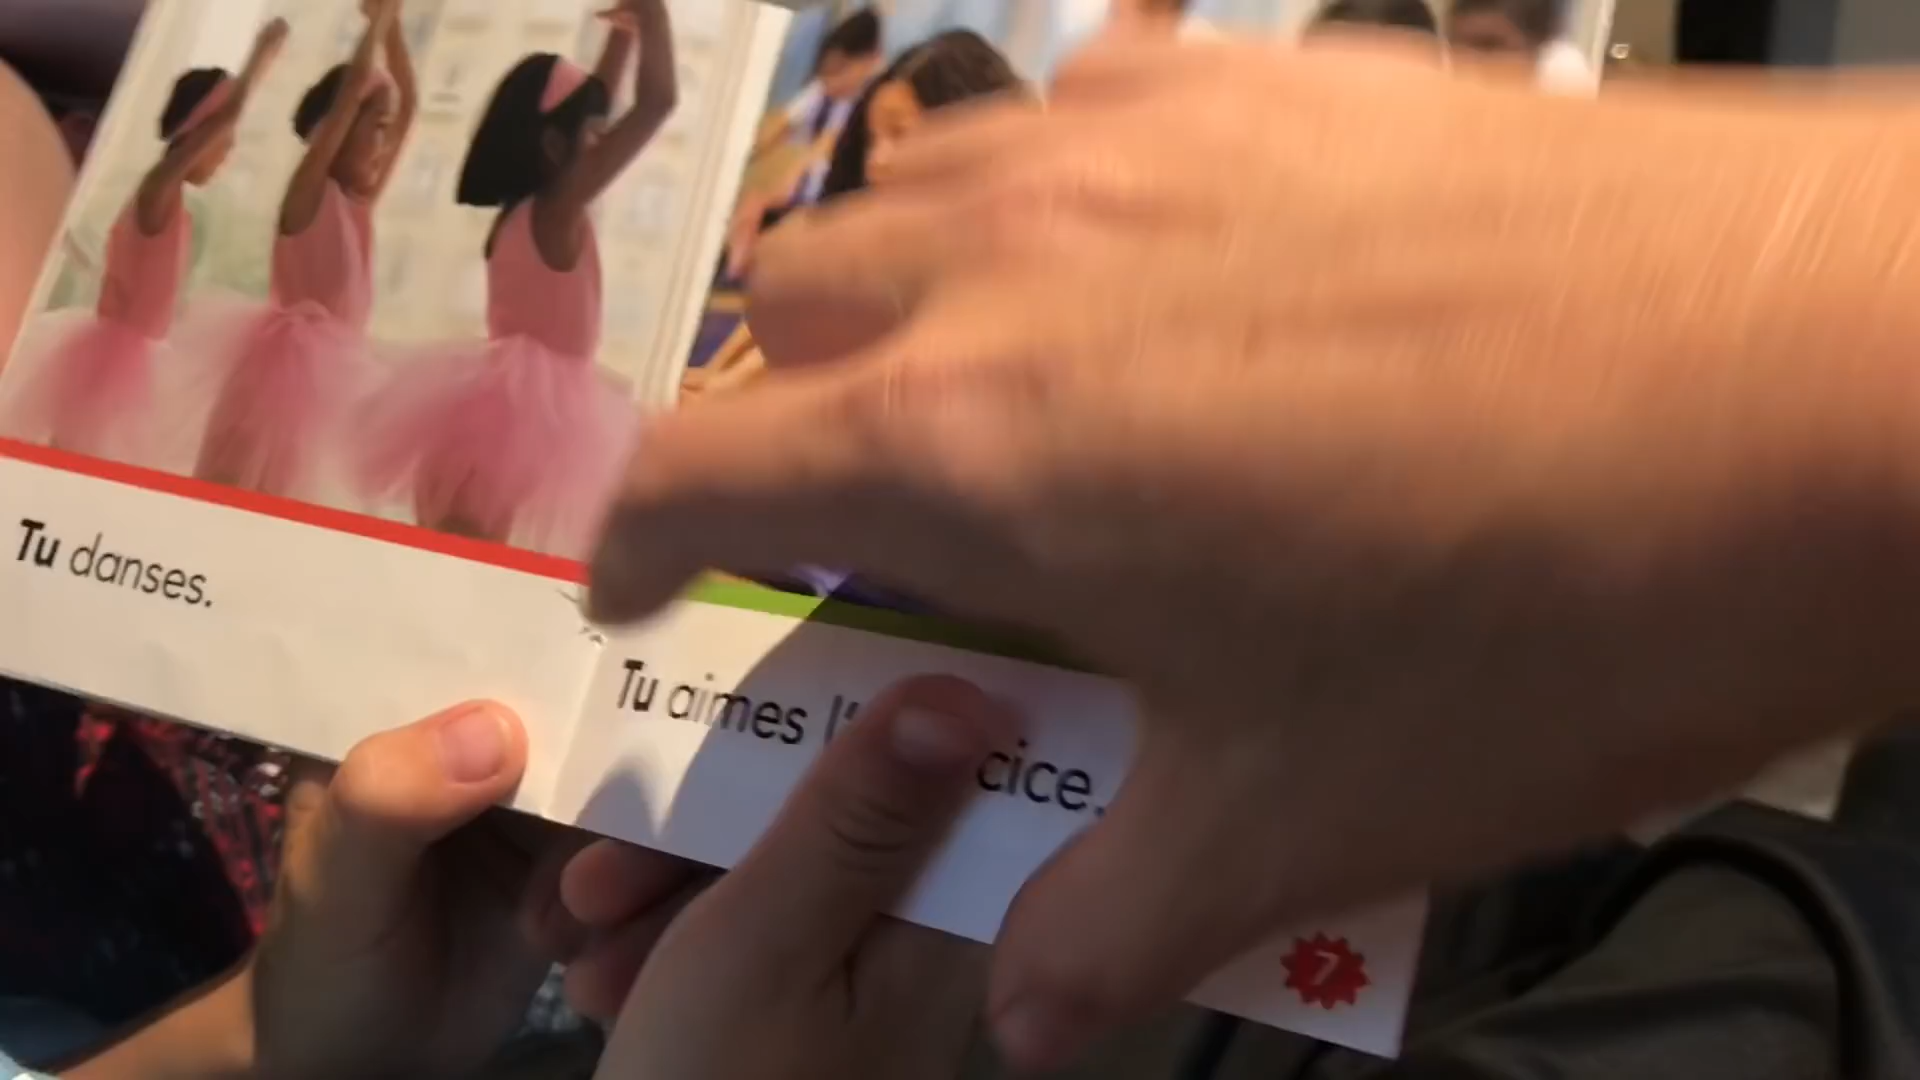 Tu danses.
Tu aimes l' cice.
7